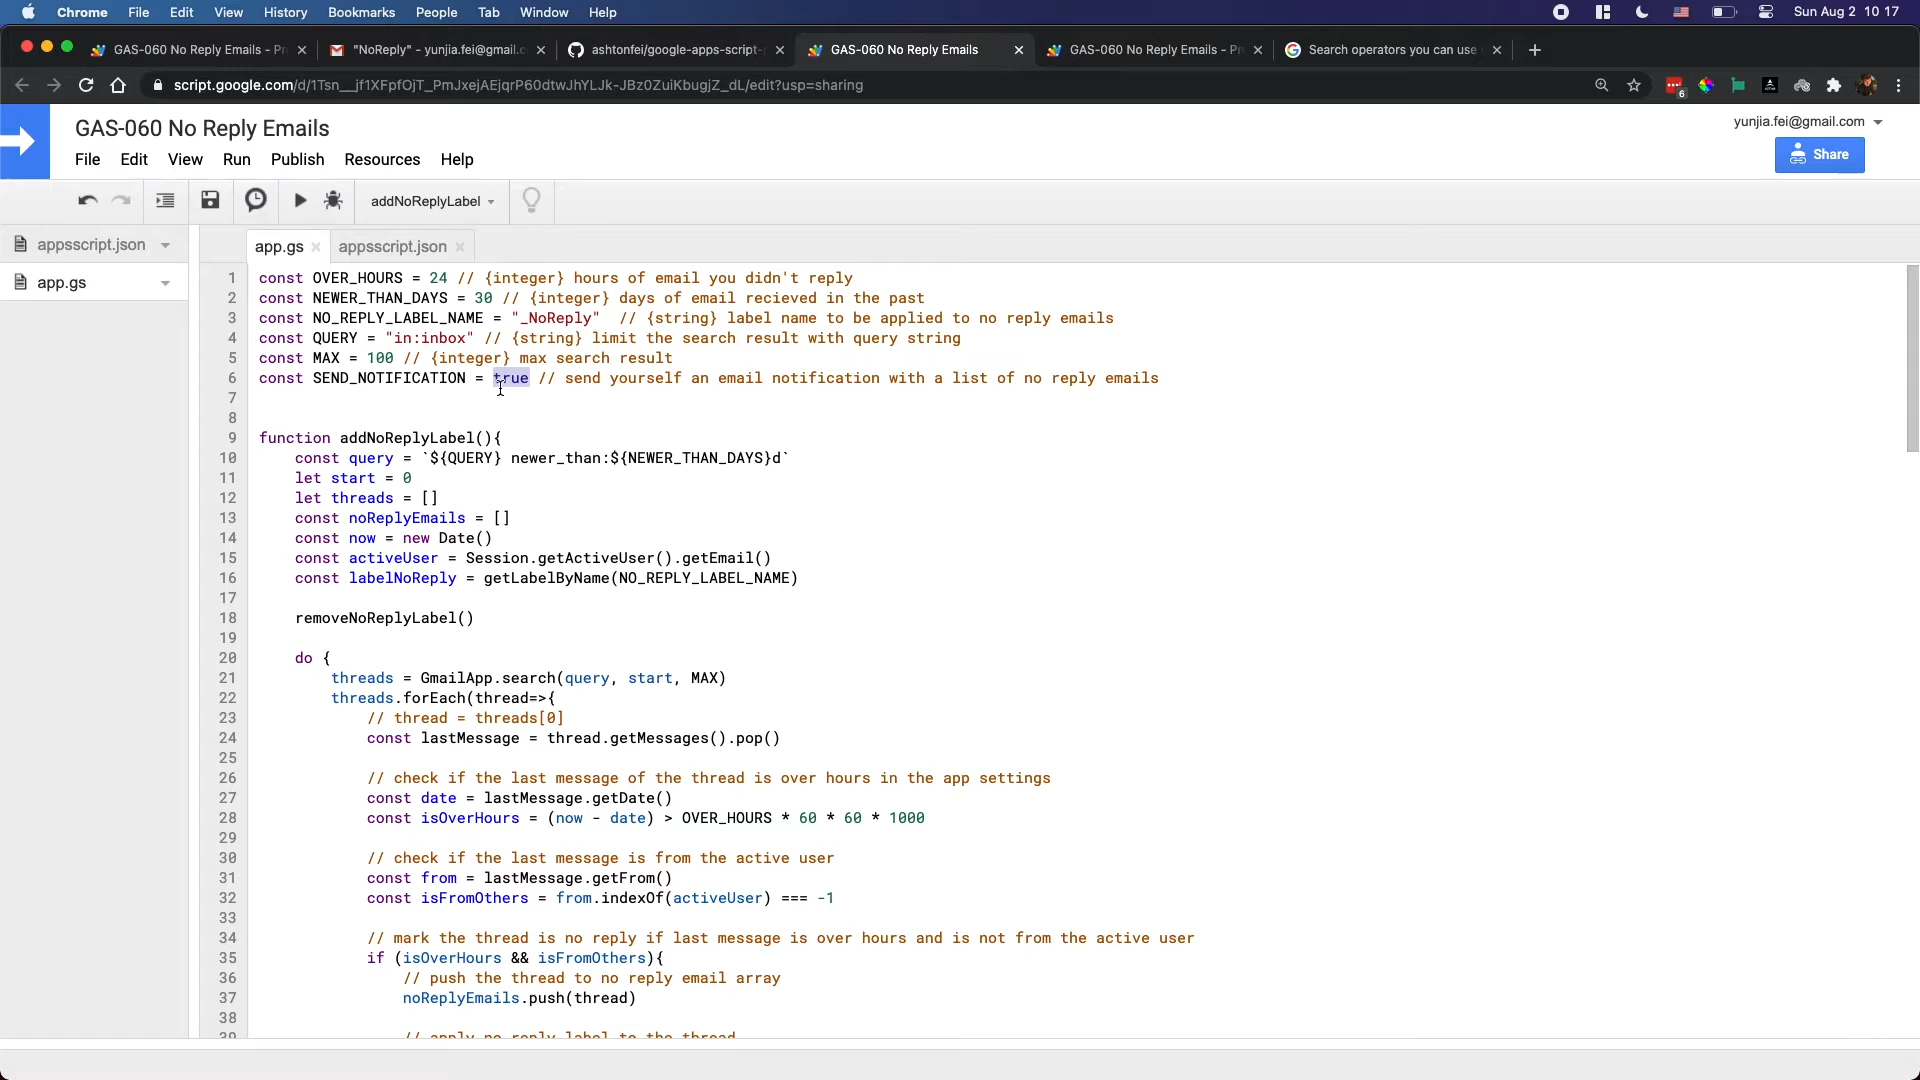 Chrome File Edit View History Bookmarks People Tab Window Help Sun Aug 2 10 17
GAS-060 No Reply Emails - Pr
"NoReply" - yunjia.fei@gmail.c
ashtonfei/google-apps-script-
GAS-060 No Reply Emails
GAS-060 No Reply Emails - Pr
Search operators you can use
script.google.com/d/1Tsn__jf1XFpfOjT_PmJxejAEjqrP60dtwJhYLJk-JBz0ZuiKbugjZ_dL/edit?usp=sharing
6
GAS-060 No Reply Emails
yunjia.fei@gmail.com
File Edit View Run Publish Resources Help
Share
addNoReplyLabel
appsscript.json
app.gs
app.gs
appsscript.json
1 const OVER_HOURS = 24 // {integer} hours of email you didn't reply
2 const NEWER_THAN_DAYS = 30 // {integer} days of email recieved in the past
3 const NO_REPLY_LABEL_NAME = "_NoReply" // {string} label name to be applied to no reply emails
4 const QUERY = "in:inbox" // {string} limit the search result with query string
5 const MAX = 100 // {integer} max search result
6 const SEND_NOTIFICATION = true // send yourself an email notification with a list of no reply emails
7
8
9 function addNoReplyLabel(){
10 const query = `${QUERY} newer_than:${NEWER_THAN_DAYS}d`
11 let start = 0
12 let threads = []
13 const noReplyEmails = []
14 const now = new Date()
15 const activeUser = Session.getActiveUser().getEmail()
16 const labelNoReply = getLabelByName(NO_REPLY_LABEL_NAME)
17
18 removeNoReplyLabel()
19
20 do {
21 threads = GmailApp.search(query, start, MAX)
22 threads.forEach(thread=>{
23 // thread = threads[0]
24 const lastMessage = thread.getMessages().pop()
25
26 // check if the last message of the thread is over hours in the app settings
27 const date = lastMessage.getDate()
28 const isOverHours = (now - date) > OVER_HOURS * 60 * 60 * 1000
29
30 // check if the last message is from the active user
31 const from = lastMessage.getFrom()
32 const isFromOthers = from.indexOf(activeUser) === -1
33
34 // mark the thread is no reply if last message is over hours and is not from the active user
35 if (isOverHours && isFromOthers){
36 // push the thread to no reply email array
37 noReplyEmails.push(thread)
38
39 // apply no reply label to the thread